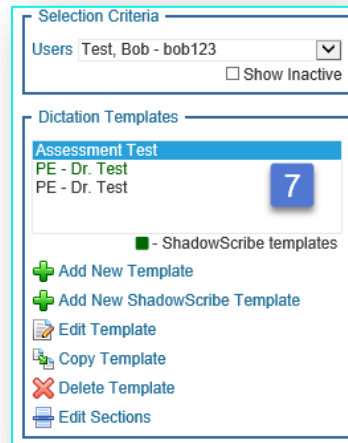 Selection Criteria
Users Test, Bob - bob123
Show Inactive
Dictation Templates
Assessment Test
PE - Dr. Test
PE - Dr. Test
7
- ShadowScribe templates
Add New Template
Add New ShadowScribe Template
Edit Template
Copy Template
Delete Template
Edit Sections